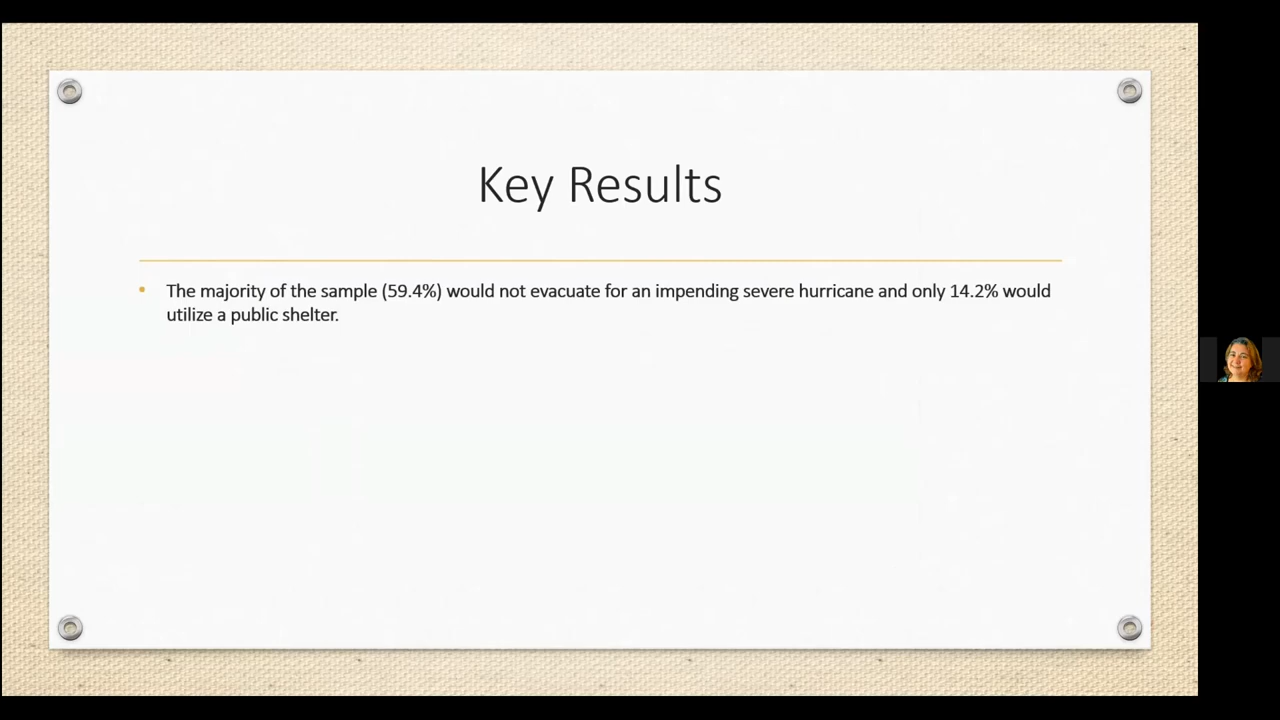 Key Results
• The majority of the sample (59.4%) would not evacuate for an impending severe hurricane and only 14.2% would
utilize a public shelter.